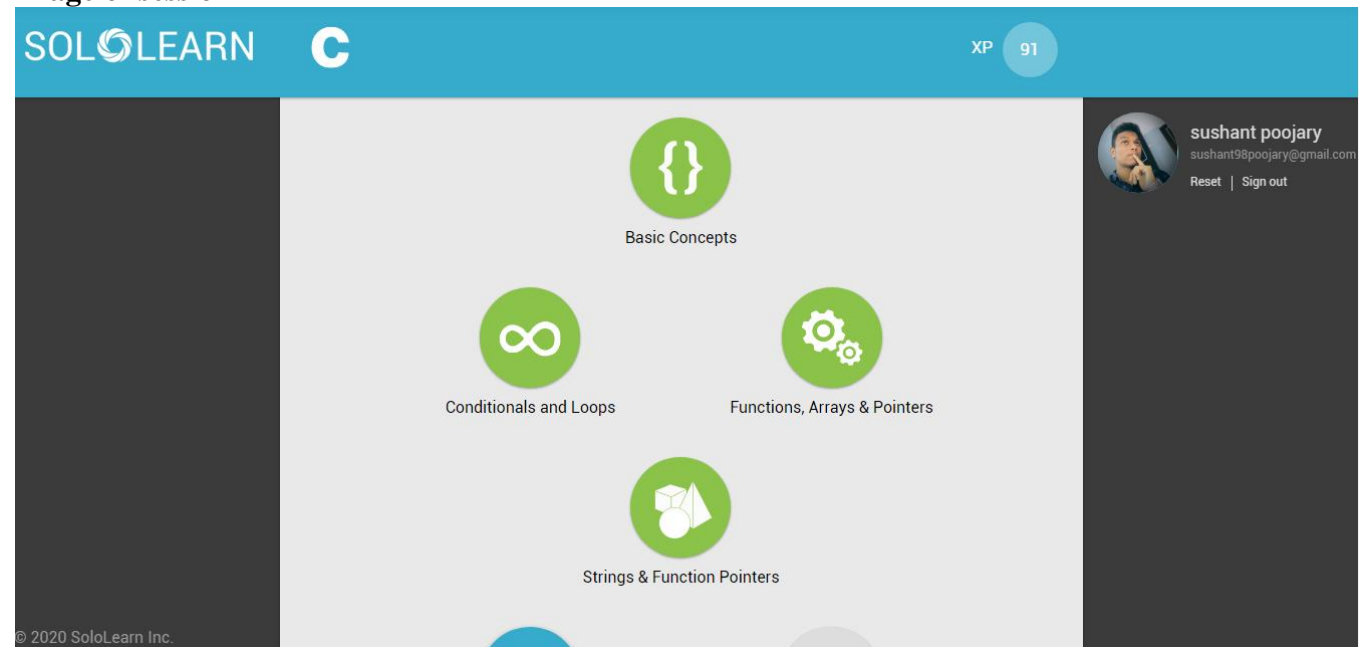 SOLOLEARN
C
XP 91
sushant poojary
sushant98poojary@gmail.com
Reset | Sign out
{}
Basic Concepts
Conditionals and Loops
Functions, Arrays & Pointers
Strings & Function Pointers
© 2020 SoloLearn Inc.